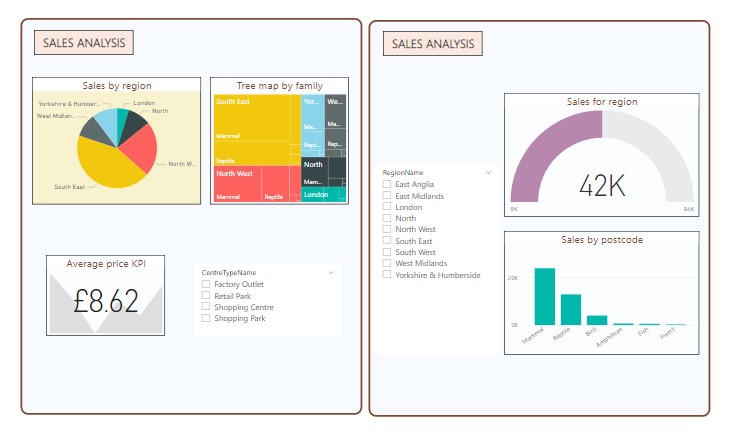 SALES ANALYSIS
Sales by region
Yorkshire & Humber...
London
North
West Midlan...
North W...
South East
Tree map by family
South East
Mammal
Reptile
North West
Mammal
Reptile
Yor...
Ma...
Rep...
We...
Ma...
Rep...
North
Mam...
London
Average price KPI
£8.62
CentreTypeName
Factory Outlet
Retail Park
Shopping Centre
Shopping Park
SALES ANALYSIS
RegionName
East Anglia
East Midlands
London
North
North West
South East
South West
West Midlands
Yorkshire & Humberside
Sales for region
42K
0K
84K
Sales by postcode
20K
0K
Mammal
Reptile
Bird
Amphibian
Fish
Insect